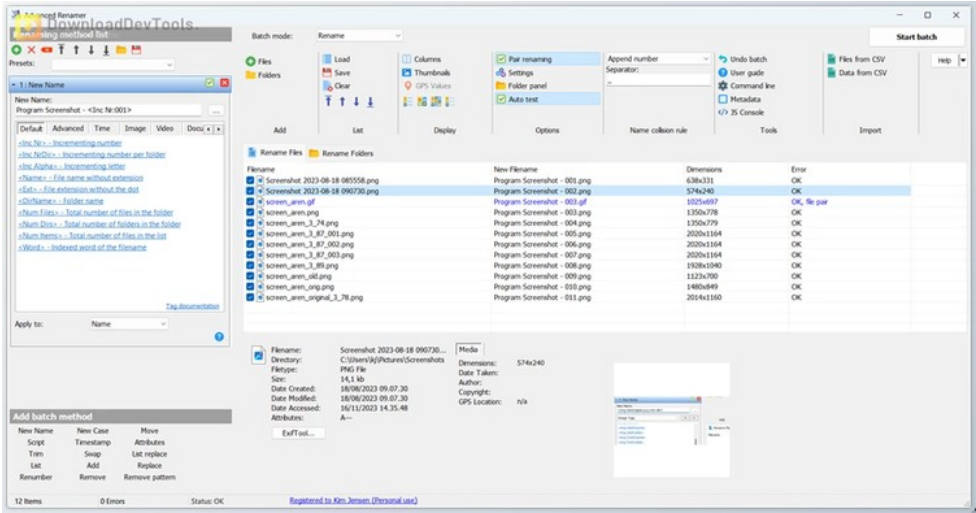 Advanced Renamer
DownloadDevTools.
Renaming method list
Presets:
1: New Name
New Name:
Program Screenshot - <Inc Nr:001>
...
Default Advanced Time Image Video Docu
<Inc Nr> - Incrementing number
<Inc NrDir> - Incrementing number per folder
<Inc Alpha> - Incrementing letter
<Name> - File name without extension
<Ext> - File extension without the dot
<DirName> - Folder name
<Num Files> - Total number of files in the folder
<Num Dirs> - Total number of folders in the folder
<Num Items> - Total number of files in the list
<Word> - Indexed word of the filename
Tag documentation
Apply to: Name
Add batch method
New Name New Case Move
Script Timestamp Attributes
Trim Swap List replace
List Add Replace
Renumber Remove Remove pattern
Batch mode: Rename
Start batch
Files
Folders
Add
Load
Save
Clear
List
Columns
Thumbnails
GPS Values
Display
Pair renaming
Settings
Folder panel
Auto test
Options
Append number
Separator:
_
Name collision rule
Undo batch
User guide
Command line
Metadata
JS Console
Tools
Files from CSV
Data from CSV
Import
Help
Rename Files Rename Folders
Filename New Filename Dimensions Error
Screenshot 2023-08-18 085558.png Program Screenshot - 001.png 638x331 OK
Screenshot 2023-08-18 090730.png Program Screenshot - 002.png 574x240 OK
screen_aren.gif Program Screenshot - 003.gif 1025x697 OK, file pair
screen_aren.png Program Screenshot - 003.png 1350x778 OK
screen_aren_3_74.png Program Screenshot - 004.png 1350x779 OK
screen_aren_3_87_001.png Program Screenshot - 005.png 2020x1164 OK
screen_aren_3_87_002.png Program Screenshot - 006.png 2020x1164 OK
screen_aren_3_87_003.png Program Screenshot - 007.png 2020x1164 OK
screen_aren_3_89.png Program Screenshot - 008.png 1928x1040 OK
screen_aren_old.png Program Screenshot - 009.png 1123x700 OK
screen_aren_orig.png Program Screenshot - 010.png 1480x849 OK
screen_aren_orignal_3_78.png Program Screenshot - 011.png 2014x1160 OK
Filename: Screenshot 2023-08-18 090730...
Directory: C:\Users\kj\Pictures\Screenshots
Filetype: PNG File
Size: 14,1 kb
Date Created: 18/08/2023 09.07.30
Date Modified: 18/08/2023 09.07.30
Date Accessed: 16/11/2023 14.35.48
Attributes: A---
ExifTool...
Media
Dimensions: 574x240
Date Taken:
Author:
Copyright:
GPS Location: n/a
12 Items 0 Errors Status: OK Registered to Kim Jensen (Personal use)